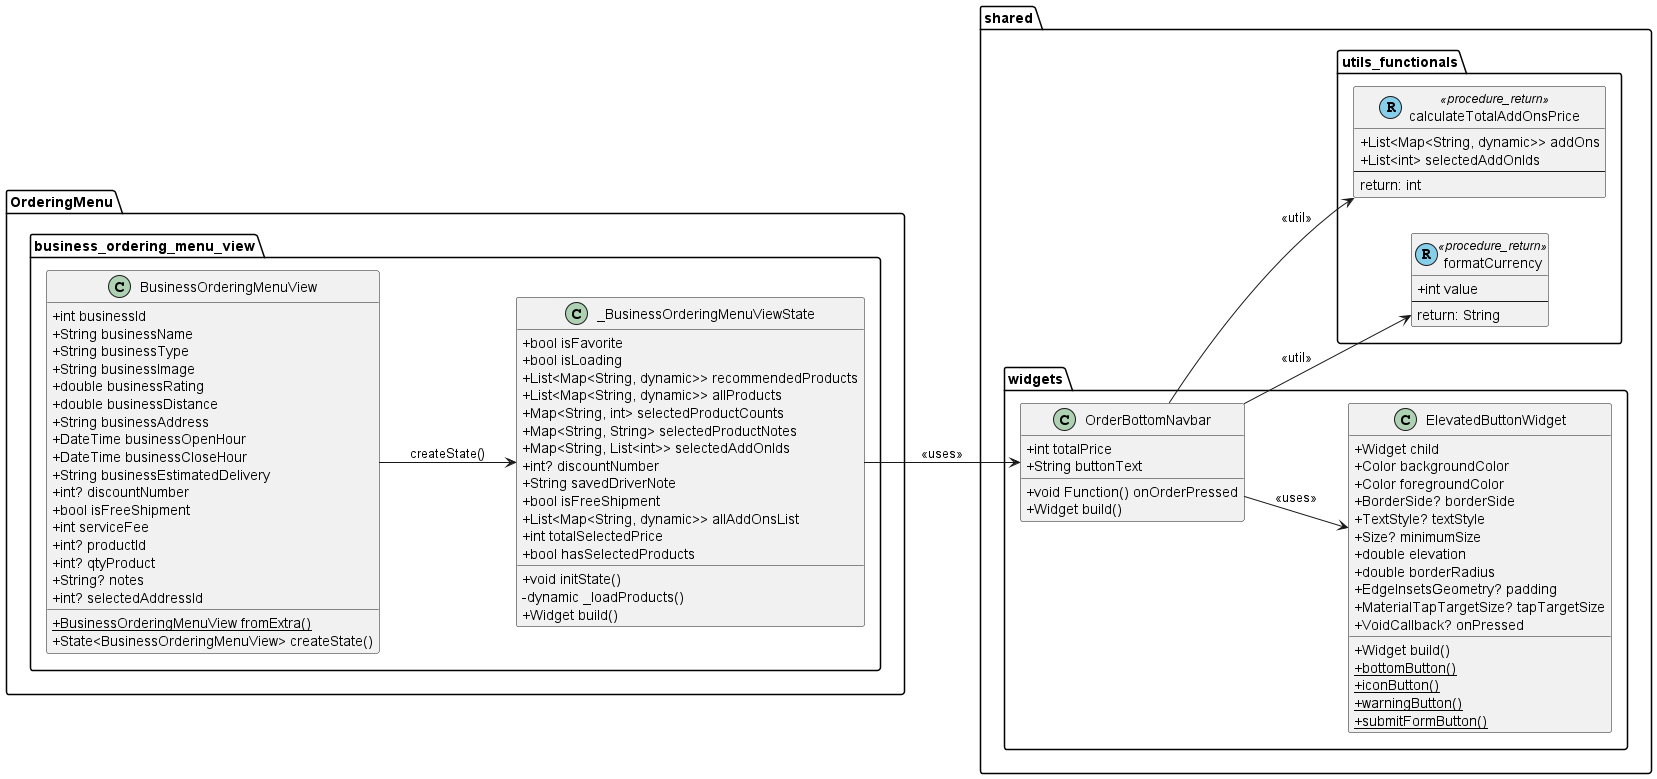 OrderingMenu
business_ordering_menu_view
C BusinessOrderingMenuView
+int businessId
+String businessName
+String businessType
+String businessImage
+double businessRating
+double businessDistance
+String businessAddress
+DateTime businessOpenHour
+DateTime businessCloseHour
+String businessEstimatedDelivery
+int? discountNumber
+bool isFreeShipment
+int serviceFee
+int? productId
+int? qtyProduct
+String? notes
+int? selectedAddressId
+BusinessOrderingMenuView fromExtra()
+State<BusinessOrderingMenuView> createState()
createState()
C _BusinessOrderingMenuViewState
+bool isFavorite
+bool isLoading
+List<Map<String, dynamic>> recommendedProducts
+List<Map<String, dynamic>> allProducts
+Map<String, int> selectedProductCounts
+Map<String, String> selectedProductNotes
+Map<String, List<int>> selectedAddOnIds
+int? discountNumber
+String savedDriverNote
+bool isFreeShipment
+List<Map<String, dynamic>> allAddOnsList
+int totalSelectedPrice
+bool hasSelectedProducts
+void initState()
-dynamic _loadProducts()
+Widget build()
«uses»
shared
utils_functionals
R «procedure_return»
calculateTotalAddOnsPrice
+List<Map<String, dynamic>> addOns
+List<int> selectedAddOnIds
return: int
«util»
R «procedure_return»
formatCurrency
+int value
return: String
«util»
widgets
C OrderBottomNavbar
+int totalPrice
+String buttonText
+void Function() onOrderPressed
+Widget build()
«uses»
C ElevatedButtonWidget
+Widget child
+Color backgroundColor
+Color foregroundColor
+BorderSide? borderSide
+TextStyle? textStyle
+Size? minimumSize
+double elevation
+double borderRadius
+EdgeInsetsGeometry? padding
+MaterialTapTargetSize? tapTargetSize
+VoidCallback? onPressed
+Widget build()
+bottomButton()
+iconButton()
+warningButton()
+submitFormButton()